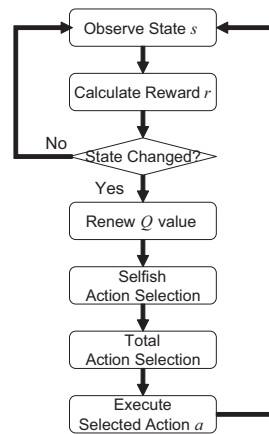 Observe State s
Calculate Reward r
No
State Changed?
Yes
Renew Q value
Selfish
Action Selection
Total
Action Selection
Execute
Selected Action a